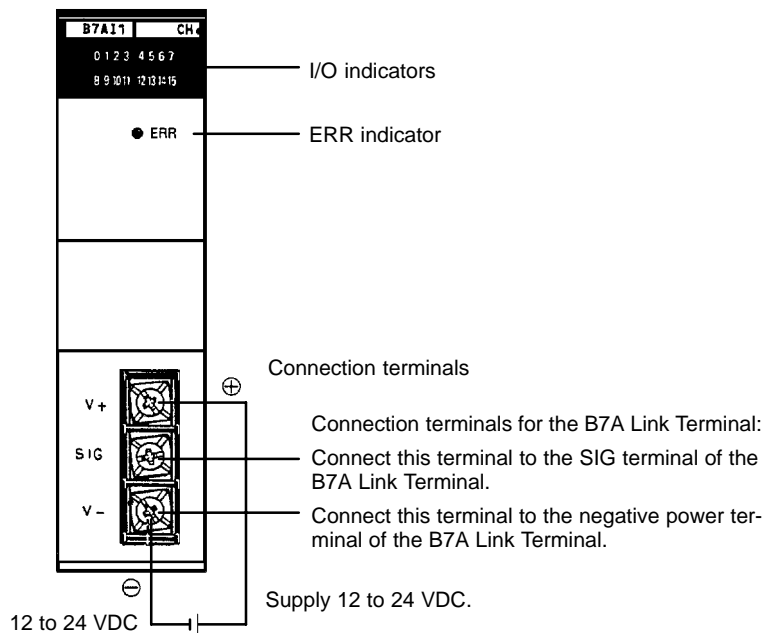 B7AI1 CH
0 1 2 3 4 5 6 7
8 9 10 11 12 13 14 15
I/O indicators
ERR
ERR indicator
Connection terminals
V+
Connection terminals for the B7A Link Terminal:
SIG
Connect this terminal to the SIG terminal of the
B7A Link Terminal.
V–
Connect this terminal to the negative power ter-
minal of the B7A Link Terminal.
Supply 12 to 24 VDC.
12 to 24 VDC